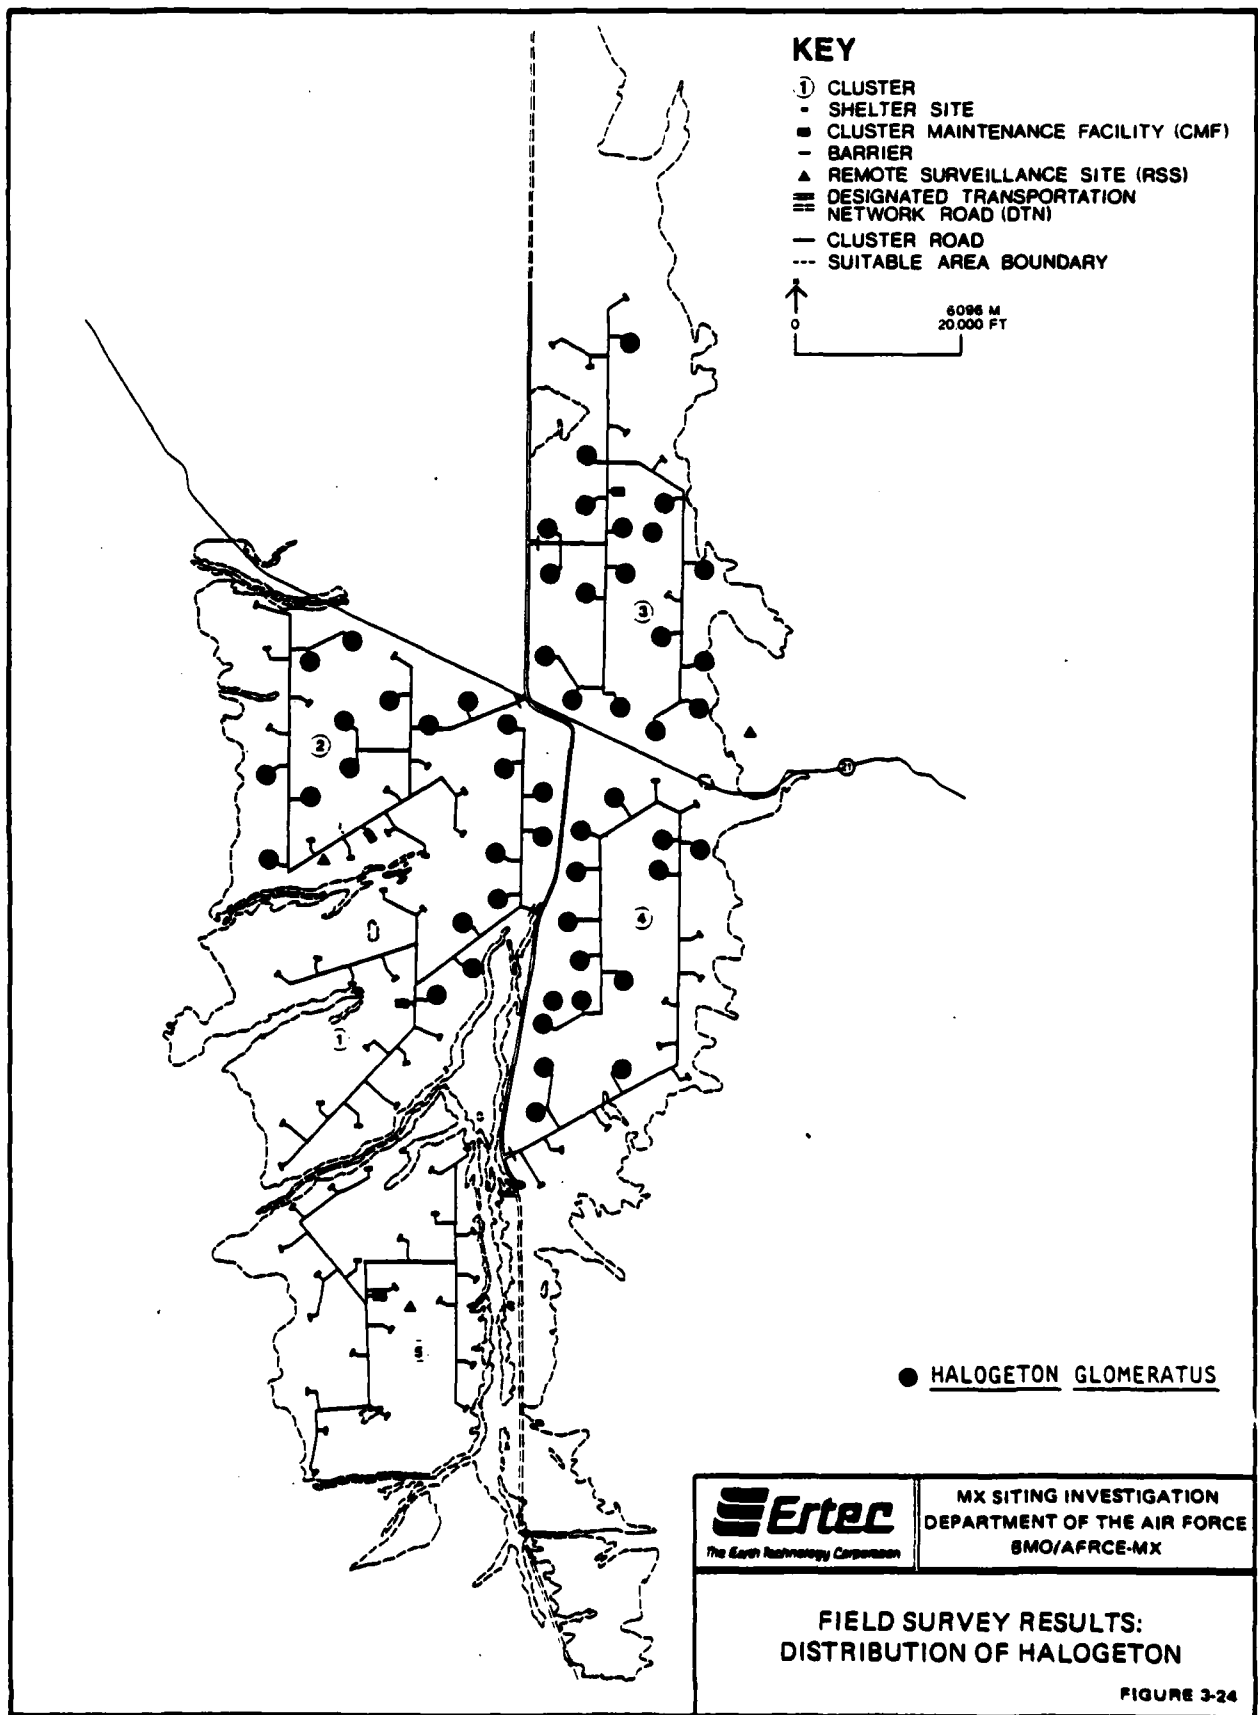 KEY
1 CLUSTER
SHELTER SITE
CLUSTER MAINTENANCE FACILITY (CMF)
BARRIER
REMOTE SURVEILLANCE SITE (RSS)
DESIGNATED TRANSPORTATION
NETWORK ROAD (DTN)
CLUSTER ROAD
SUITABLE AREA BOUNDARY
6096 M
0 20,000 FT
3
2
21
4
1
5
HALOGETON GLOMERATUS
Ertec
The Earth Technology Corporation
MX SITING INVESTIGATION
DEPARTMENT OF THE AIR FORCE
BMO/AFRCE-MX
FIELD SURVEY RESULTS:
DISTRIBUTION OF HALOGETON
FIGURE 3-24